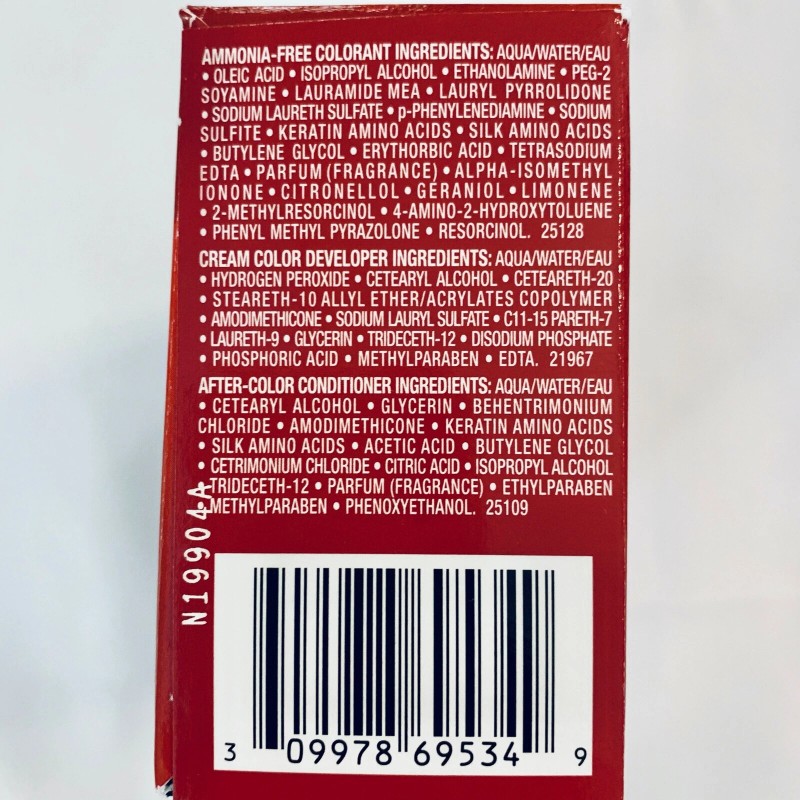 AMMONIA-FREE COLORANT INGREDIENTS: AQUA/WATER/EAU
• OLEIC ACID • ISOPROPYL ALCOHOL • ETHANOLAMINE • PEG-2
SOYAMINE • LAURAMIDE MEA • LAURYL PYRROLIDONE
• SODIUM LAURETH SULFATE • p-PHENYLENEDIAMINE • SODIUM
SULFITE • KERATIN AMINO ACIDS • SILK AMINO ACIDS
• BUTYLENE GLYCOL • ERYTHORBIC ACID • TETRASODIUM
EDTA • PARFUM (FRAGRANCE) • ALPHA-ISOMETHYL
IONONE • CITRONELLOL • GERANIOL • LIMONENE
• 2-METHYLRESORCINOL • 4-AMINO-2-HYDROXYTOLUENE
• PHENYL METHYL PYRAZOLONE • RESORCINOL. 25128
CREAM COLOR DEVELOPER INGREDIENTS: AQUA/WATER/EAU
• HYDROGEN PEROXIDE • CETEARYL ALCOHOL • CETEARETH-20
• STEARETH-10 ALLYL ETHER/ACRYLATES COPOLYMER
• AMODIMETHICONE • SODIUM LAURYL SULFATE • C11-15 PARETH-7
• LAURETH-9 • GLYCERIN • TRIDECETH-12 • DISODIUM PHOSPHATE
• PHOSPHORIC ACID • METHYLPARABEN • EDTA. 21967
AFTER-COLOR CONDITIONER INGREDIENTS: AQUA/WATER/EAU
• CETEARYL ALCOHOL • GLYCERIN • BEHENTRIMONIUM
CHLORIDE • AMODIMETHICONE • KERATIN AMINO ACIDS
• SILK AMINO ACIDS • ACETIC ACID • BUTYLENE GLYCOL
• CETRIMONIUM CHLORIDE • CITRIC ACID • ISOPROPYL ALCOHOL
• TRIDECETH-12 • PARFUM (FRAGRANCE) • ETHYLPARABEN
• METHYLPARABEN • PHENOXYETHANOL. 25109
N19904A
3 09978 69534 9